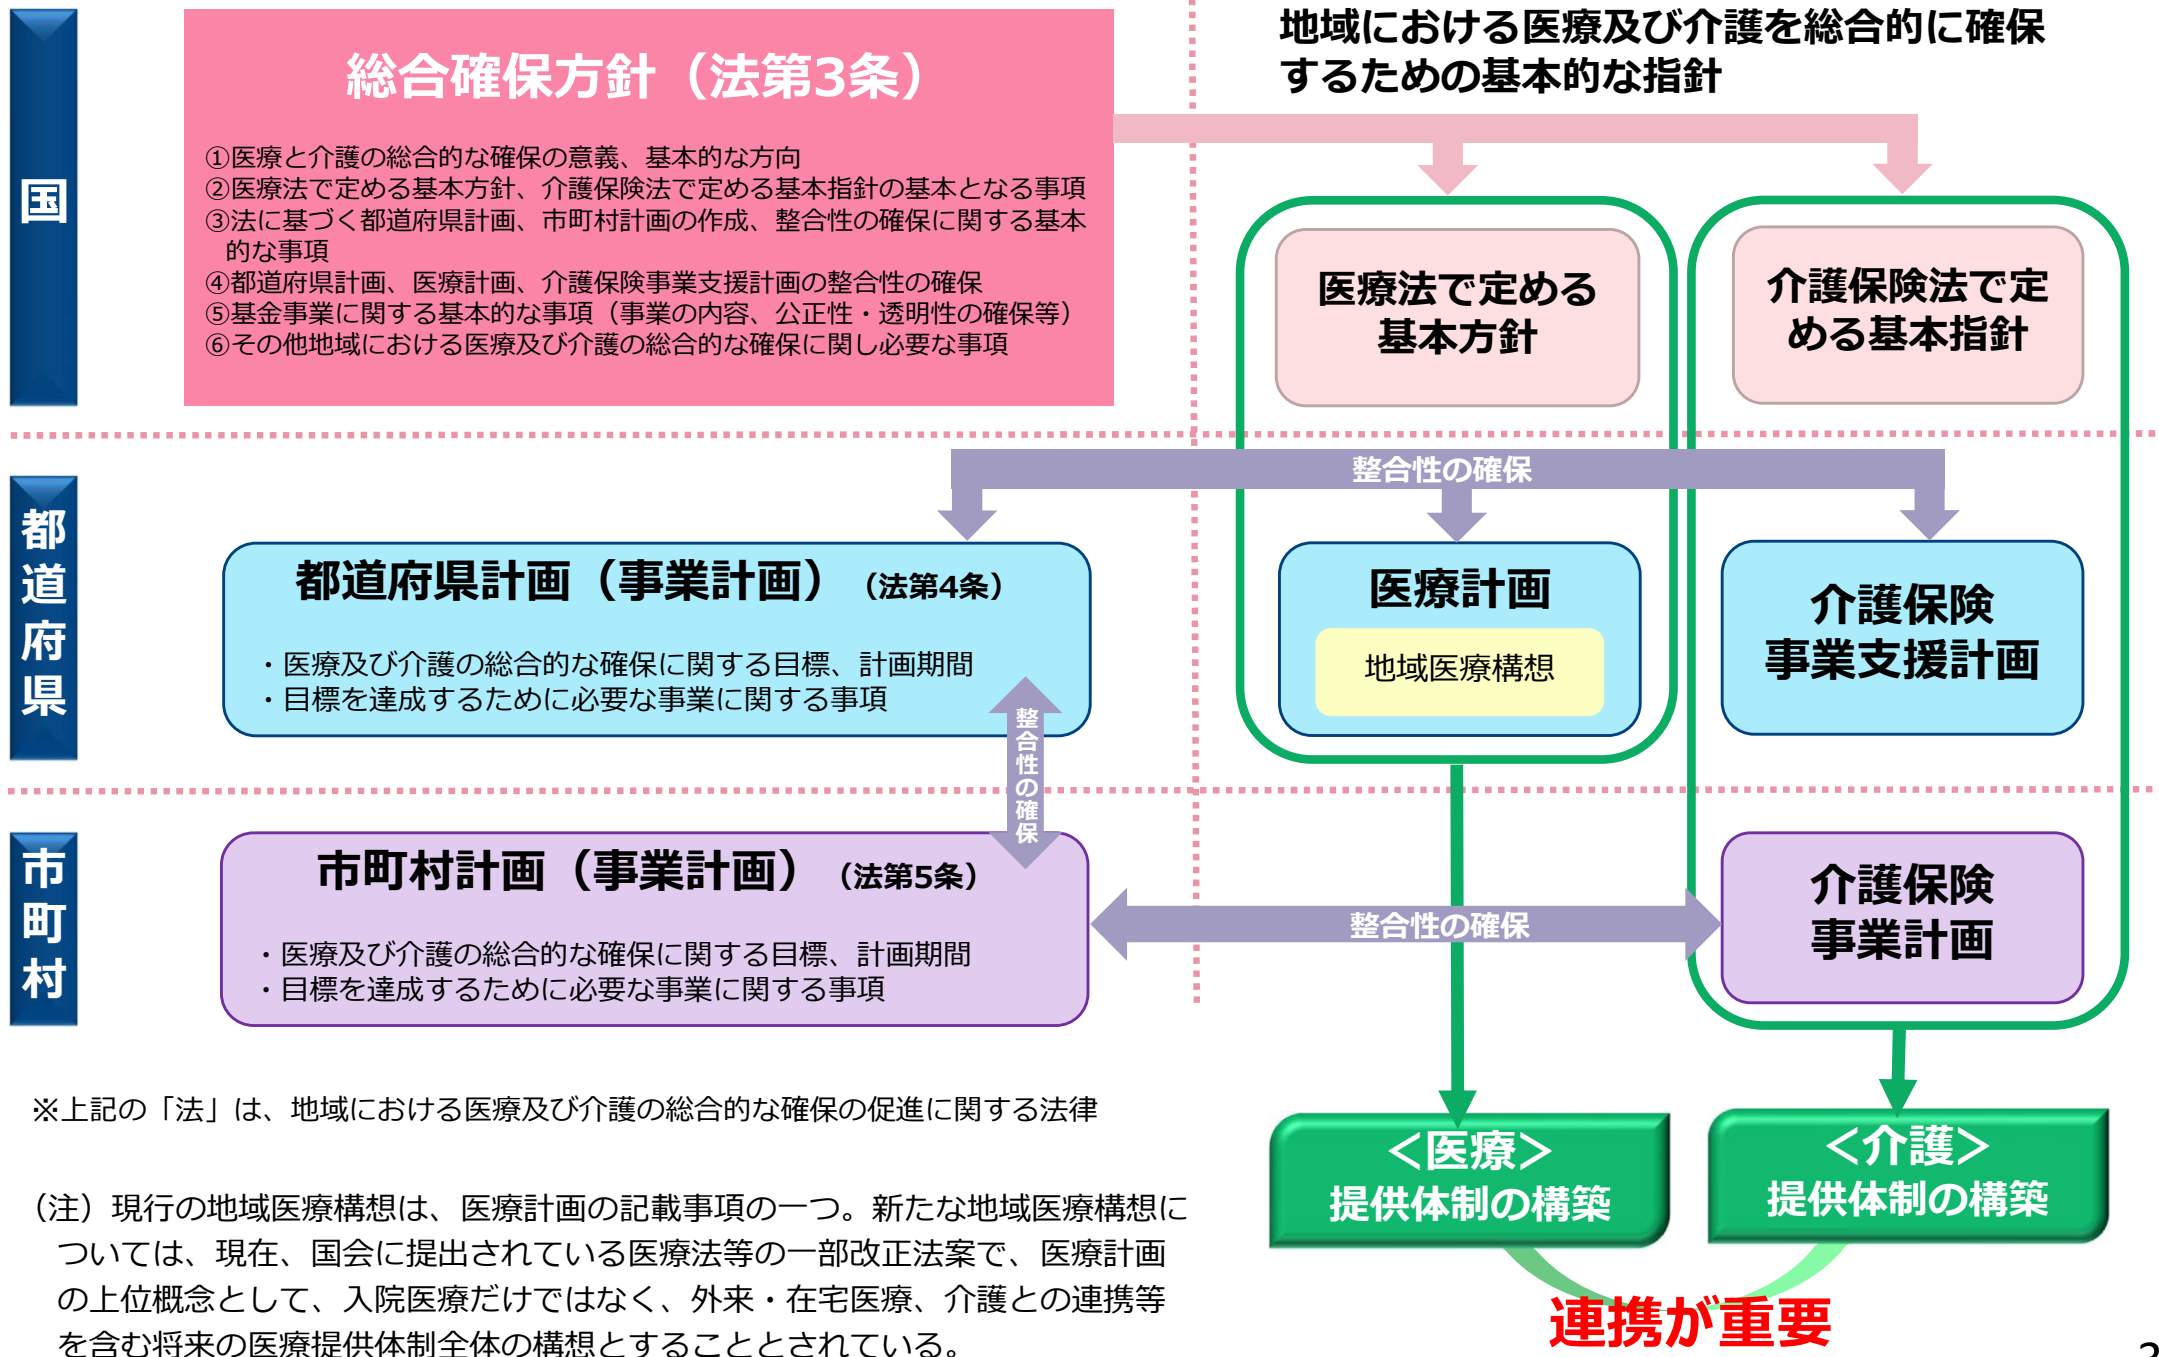 国
総合確保方針（法第3条）
①医療と介護の総合的な確保の意義、基本的な方向
②医療法で定める基本方針、介護保険法で定める基本指針の基本となる事項
③法に基づく都道府県計画、市町村計画の作成、整合性の確保に関する基本
的な事項
④都道府県計画、医療計画、介護保険事業支援計画の整合性の確保
⑤基金事業に関する基本的な事項（事業の内容、公正性・透明性の確保等）
⑥その他地域における医療及び介護の総合的な確保に関し必要な事項
地域における医療及び介護を総合的に確保
するための基本的な指針
医療法で定める
基本方針
介護保険法で定
める基本指針
都道府県
整合性の確保
都道府県計画（事業計画）（法第4条）
・医療及び介護の総合的な確保に関する目標、計画期間
・目標を達成するために必要な事業に関する事項
医療計画
地域医療構想
介護保険
事業支援計画
整合性の確保
市町村
市町村計画（事業計画）（法第5条）
・医療及び介護の総合的な確保に関する目標、計画期間
・目標を達成するために必要な事業に関する事項
整合性の確保
介護保険
事業計画
※上記の「法」は、地域における医療及び介護の総合的な確保の促進に関する法律
（注）現行の地域医療構想は、医療計画の記載事項の一つ。新たな地域医療構想に
ついては、現在、国会に提出されている医療法等の一部改正法案で、医療計画
の上位概念として、入院医療だけではなく、外来・在宅医療、介護との連携等
を含む将来の医療提供体制全体の構想とすることとされている。
＜医療＞
提供体制の構築
＜介護＞
提供体制の構築
連携が重要